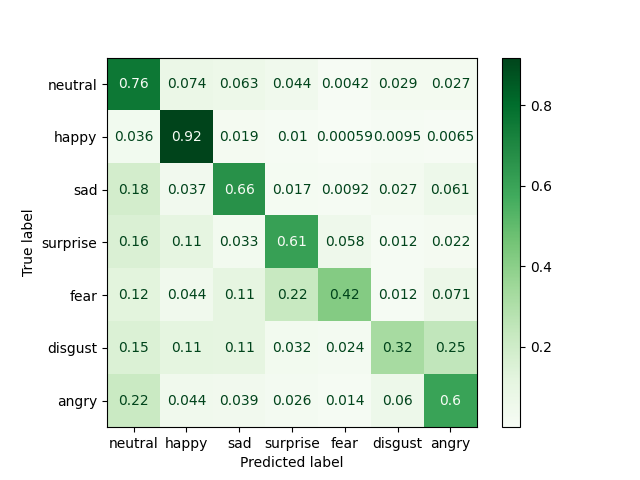 neutral 0.76 0.074 0.063 0.044 0.0042 0.029 0.027
0.8
happy 0.036 0.92 0.019 0.01 0.00059 0.0095 0.0065
sad 0.18 0.037 0.66 0.017 0.0092 0.027 0.061
0.6
True label
surprise 0.16 0.11 0.033 0.61 0.058 0.012 0.022
0.4
fear 0.12 0.044 0.11 0.22 0.42 0.012 0.071
disgust 0.15 0.11 0.11 0.032 0.024 0.32 0.25
0.2
angry 0.22 0.044 0.039 0.026 0.014 0.06 0.6
neutral happy sad surprise fear disgust angry
Predicted label